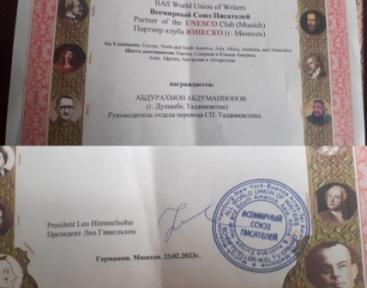 BAll World Union of Writers
Всемирный Союз Писателей
Partner of the UNESCO Club (Munich)
Партнер клуба ЮНЕСКО (г. Мюнхен)
Six Continents: Europe, North and South America, Asia, Africa, Australia, and Antarctica
Шесть континентов: Европа, Северная и Южная Америка,
Азия, Африка, Австралия и Антарктида
награждается:
АБДУРАХМОН АБДУМАННОНОВ
(г. Душанбе, Таджикистан)
Руководитель отдела перевода СП Таджикистана.
President Leo Himmelsohn
Президент Лео Гимельзон
Германия. Мюнхен. 23.02.2023г.
ВСЕМИРНЫЙ
СОЮЗ
ПИСАТЕЛЕЙ